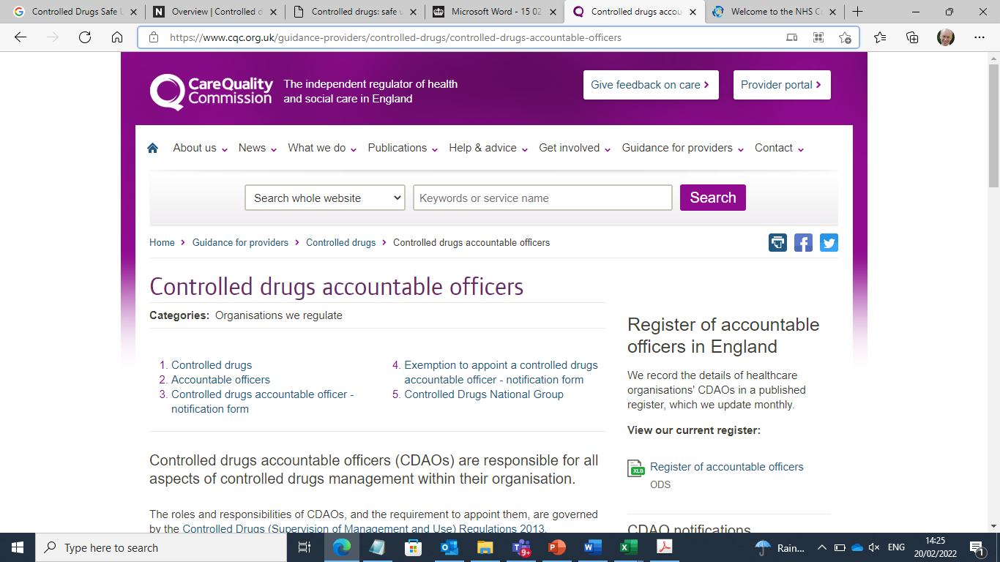 Controlled Drugs Safe U
Overview | Controlled d
Controlled drugs: safe u
Microsoft Word - 15 02
Controlled drugs accou
Welcome to the NHS C
https://www.cqc.org.uk/guidance-providers/controlled-drugs/controlled-drugs-accountable-officers
CareQuality
Commission
The independent regulator of health
and social care in England
Give feedback on care
Provider portal
About us
News
What we do
Publications
Help & advice
Get involved
Guidance for providers
Contact
Search whole website
Keywords or service name
Search
Home > Guidance for providers > Controlled drugs > Controlled drugs accountable officers
Controlled drugs accountable officers
Categories: Organisations we regulate
1. Controlled drugs
2. Accountable officers
3. Controlled drugs accountable officer -
notification form
4. Exemption to appoint a controlled drugs
accountable officer - notification form
5. Controlled Drugs National Group
Controlled drugs accountable officers (CDAOs) are responsible for all
aspects of controlled drugs management within their organisation.
The roles and responsibilities of CDAOs, and the requirement to appoint them, are governed
by the Controlled Drugs (Supervision of Management and Use) Regulations 2013.
Register of accountable
officers in England
We record the details of healthcare
organisations' CDAOs in a published
register, which we update monthly.
View our current register:
XLS
Register of accountable officers
ODS
CDAO notifications
Type here to search
9+
Rain...
ENG
14:25
20/02/2022
1